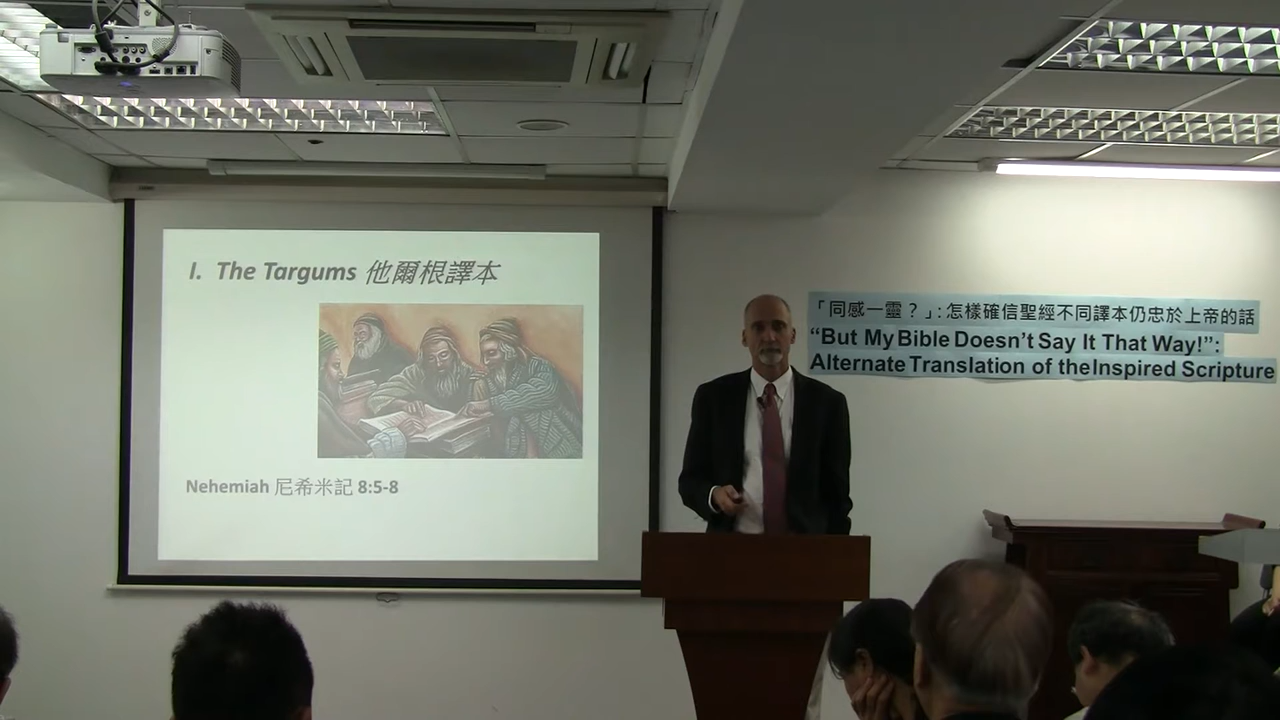 I. The Targums 他爾根譯本
Nehemiah 尼希米記 8:5-8
「同感一靈？」: 怎樣確信聖經不同譯本仍忠於上帝的話
“But My Bible Doesn’t Say It That Way!”:
Alternate Translation of the Inspired Scripture